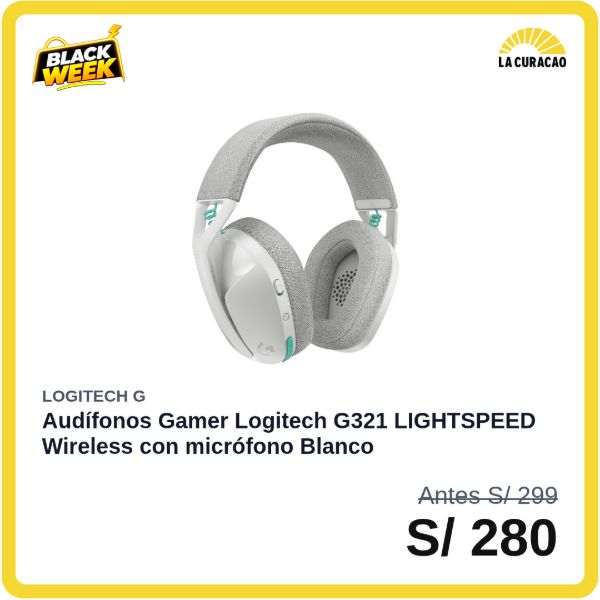 BLACK
WEEK
LA CURACAO
LOGITECH G
Audífonos Gamer Logitech G321 LIGHTSPEED
Wireless con micrófono Blanco
Antes S/ 299
S/ 280